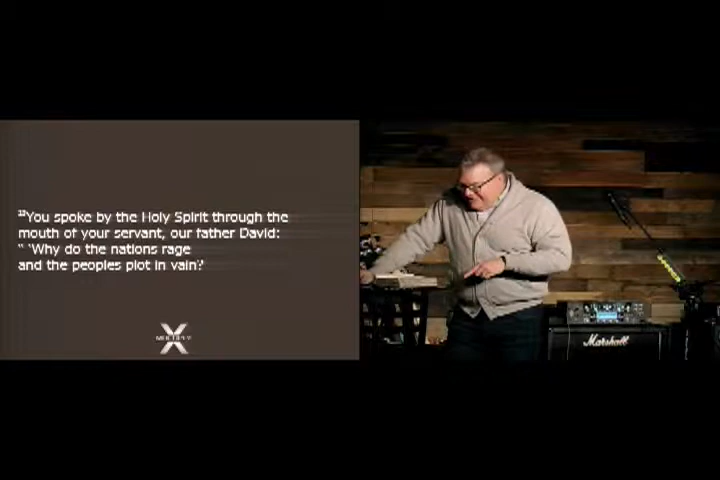 You spoke by the Holy Spirit through the
mouth of your servant, our father David:
“ ‘Why do the nations rage
and the peoples plot in vain?
X
Marshall